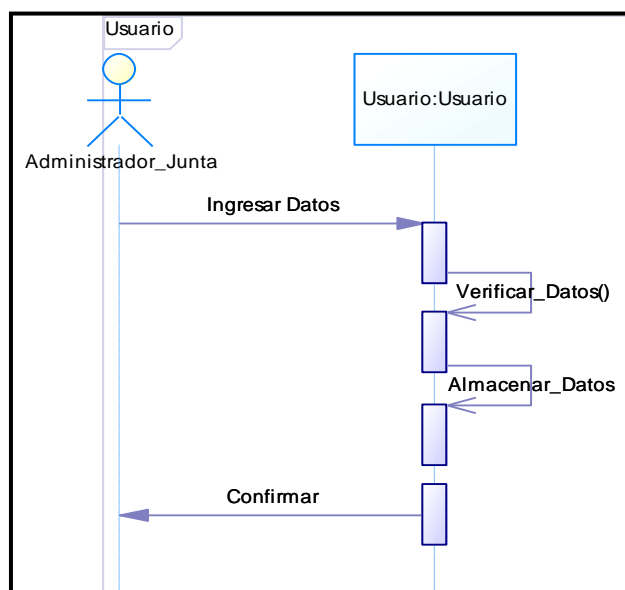 Usuario
Usuario:Usuario
Administrador_Junta
Ingresar Datos
Verificar_Datos()
Almacenar_Datos
Confirmar